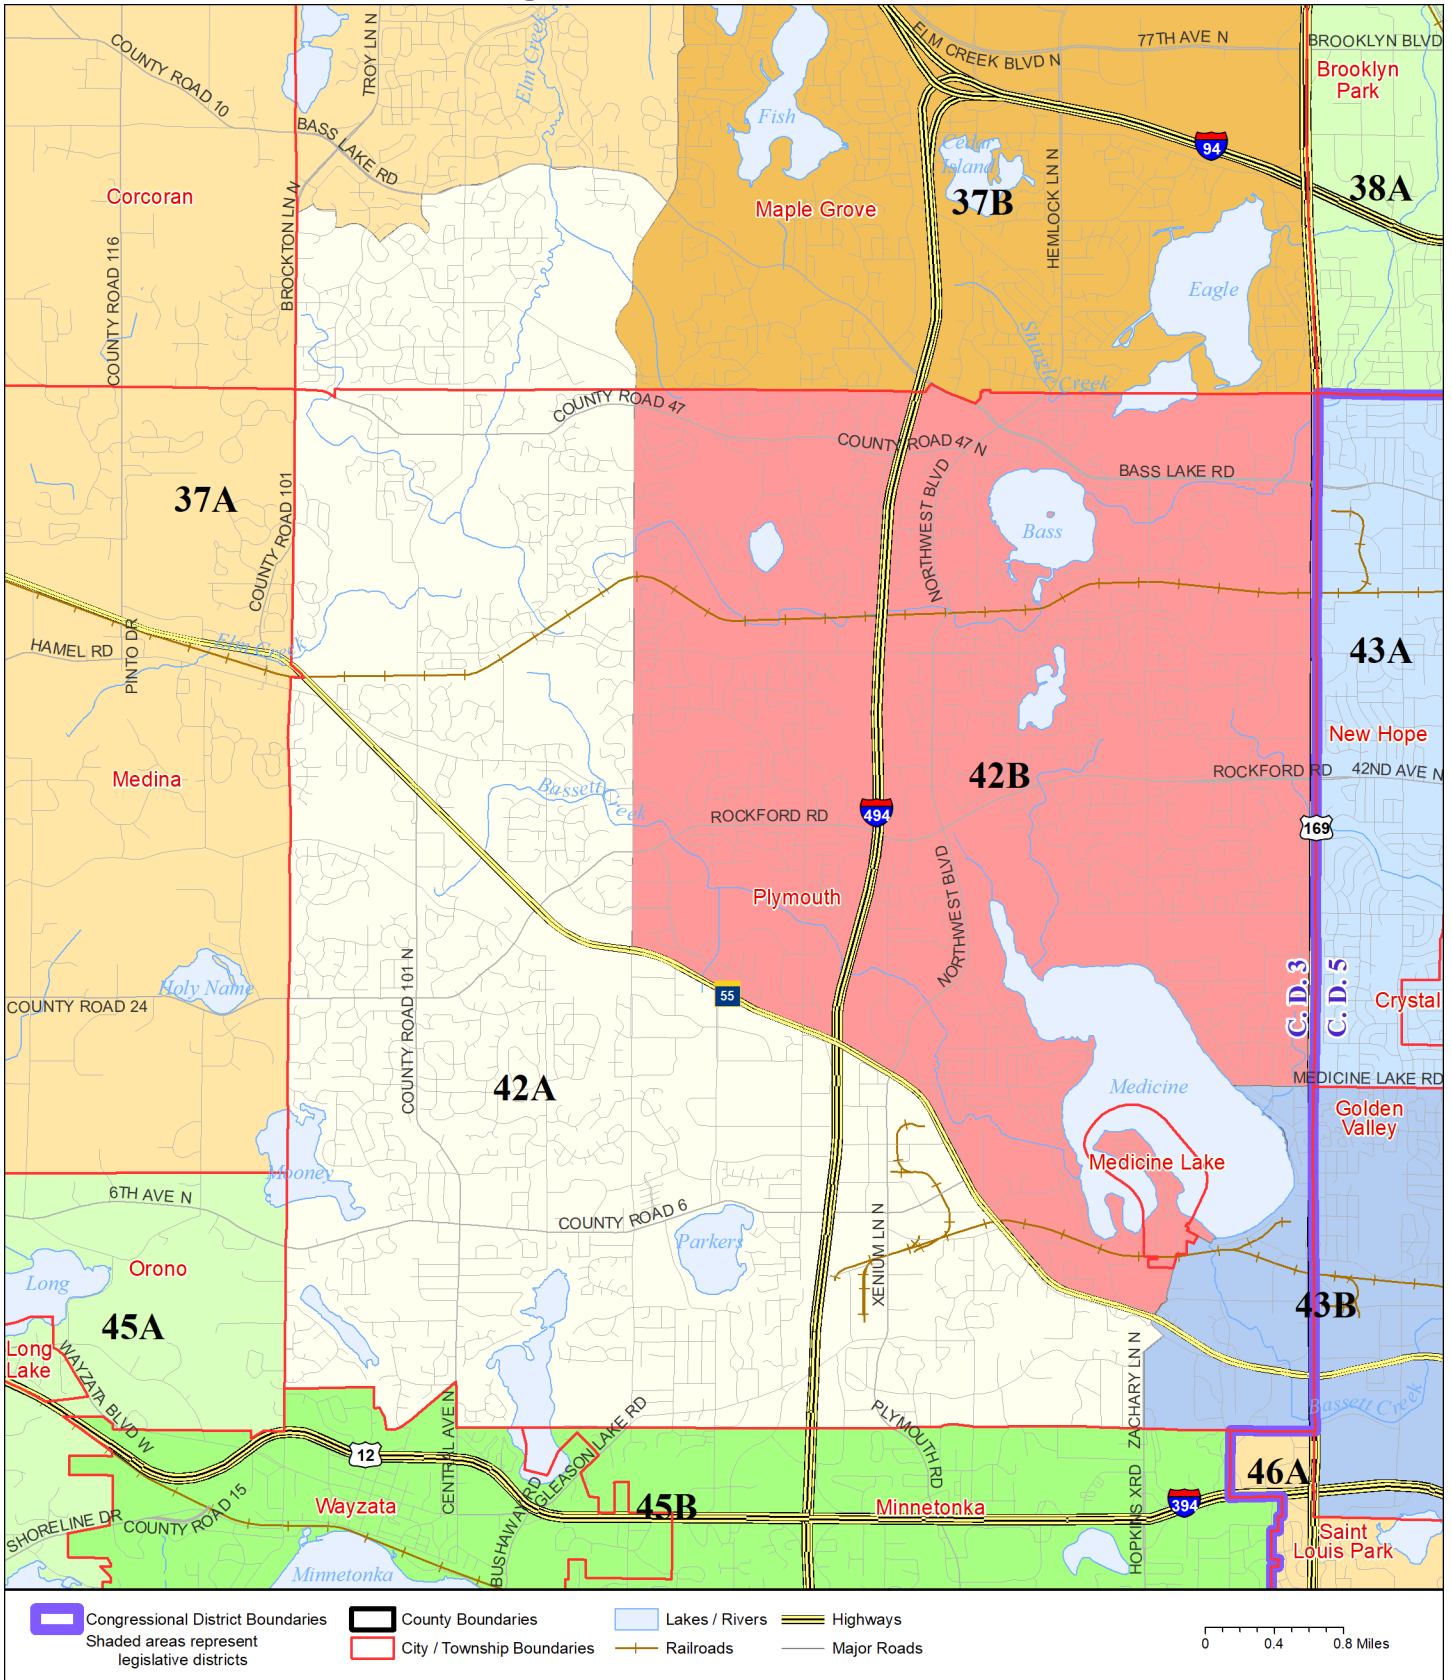 Elm Creek
TROY LN N
COUNTY ROAD 10
BASS LAKE RD
Fish
ELM CREEK BLVD N
77TH AVE N
BROOKLYN BLVD
Brooklyn
Park
Cedar
Island
94
38A
Corcoran
Maple Grove
37B
HEMLOCK LN N
COUNTY ROAD 116
BROCKTON LN N
Eagle
Shingle Creek
COUNTY ROAD 47
COUNTY ROAD 47 N
BASS LAKE RD
37A
COUNTY ROAD 101
NORTHWEST BLVD
Bass
HAMEL RD
PINTO DR
Elm Creek
43A
New Hope
Medina
Bassett Creek
42B
ROCKFORD RD
42ND AVE N
ROCKFORD RD
494
169
NORTHWEST BLVD
Plymouth
Holy Name
COUNTY ROAD 24
COUNTY ROAD 101 N
55
C. D. 3
C. D. 5
Crystal
42A
Medicine
MEDICINE LAKE RD
Golden
Valley
Mooney
Medicine Lake
6TH AVE N
COUNTY ROAD 6
Parkers
XENIUM LN N
Orono
Long
45A
43B
Long
Lake
WAYZATA BLVD W
CENTRAL AVE N
GLEASON LAKE RD
PLYMOUTH RD
ZACHARY LN N
Bassett Creek
12
46A
COUNTY ROAD 15
SHORELINE DR
Wayzata
BUSHAWAY RD
45B
Minnetonka
HOPKINS XRD
394
Saint
Louis Park
Minnetonka
Congressional District Boundaries
Shaded areas represent
legislative districts
County Boundaries
City / Township Boundaries
Lakes / Rivers
Railroads
Highways
Major Roads
0 0.4 0.8 Miles